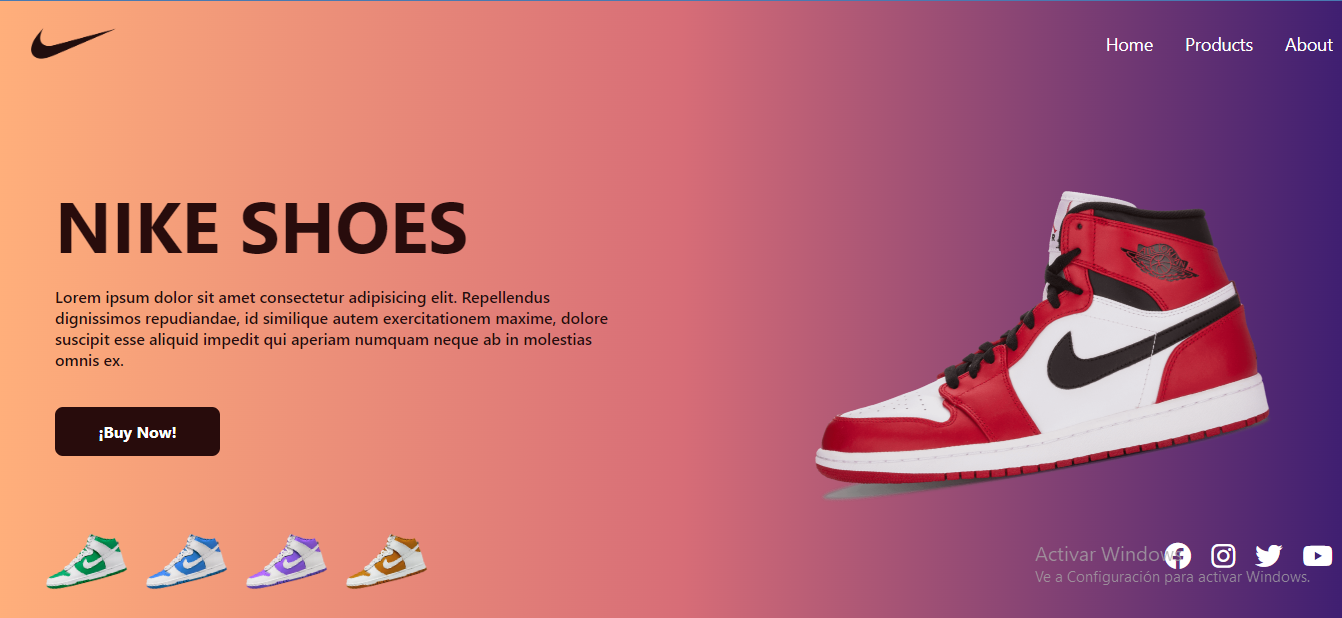 Home Products About
NIKE SHOES
Lorem ipsum dolor sit amet consectetur adipisicing elit. Repellendus
dignissimos repudiandae, id similique autem exercitationem maxime, dolore
suscipit esse aliquid impedit qui aperiam numquam neque ab in molestias
omnis ex.
¡Buy Now!
Activar Windows
Ve a Configuración para activar Windows.